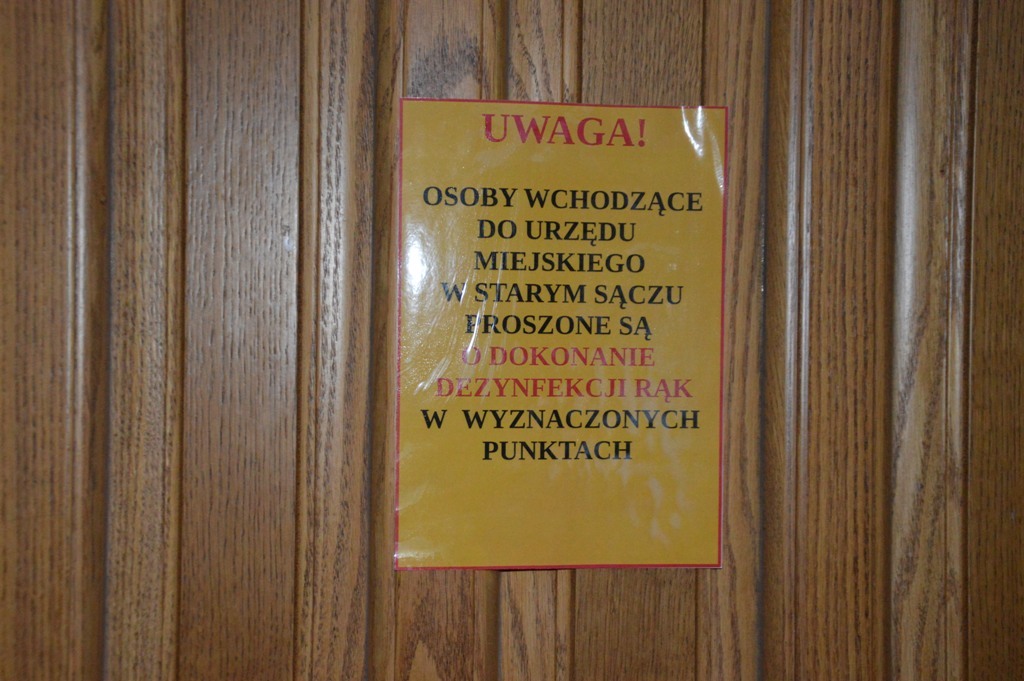 UWAGA!
OSOBY WCHODZĄCE
DO URZĘDU
MIEJSKIEGO
W STARYM SĄCZU
PROSZONE SĄ
O DOKONANIE
DEZYNFEKCJI RĄK
W WYZNACZONYCH
PUNKTACH